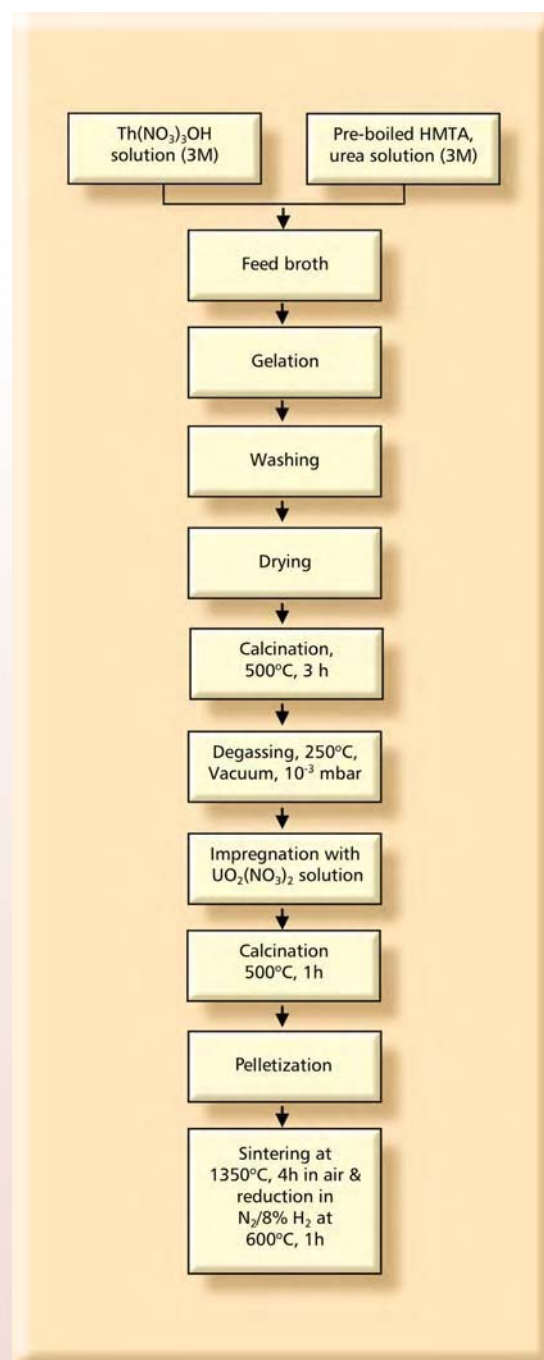 Th(NO₃)₃OH
solution (3M)
Pre-boiled HMTA,
urea solution (3M)
Feed broth
Gelation
Washing
Drying
Calcination,
500°C, 3 h
Degassing, 250°C,
Vacuum, 10⁻³ mbar
Impregnation with
UO₂(NO₃)₂ solution
Calcination
500°C, 1h
Pelletization
Sintering at
1350°C, 4h in air &
reduction in
N₂/8% H₂ at
600°C, 1h